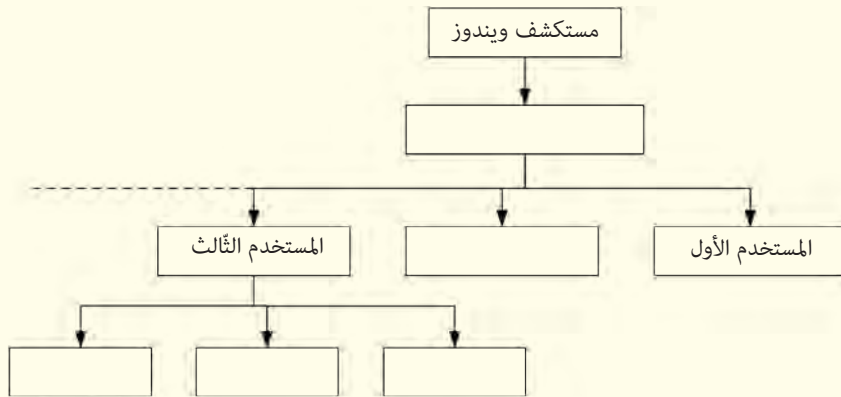 مستكشف ويندوز
المستخدم الأول
المستخدم الثّالث